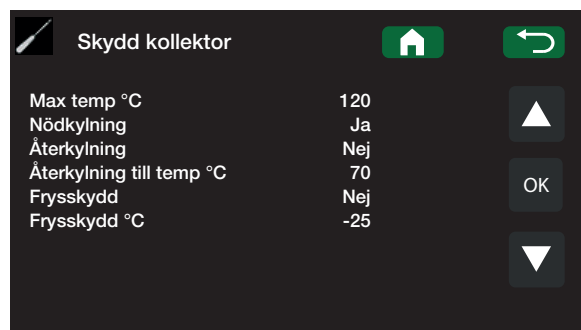 Skydd kollektor
Max temp °C 120
Nödkylning Ja
Återkylning Nej
Återkylning till temp °C 70
Frysskydd Nej
Frysskydd °C -25
OK